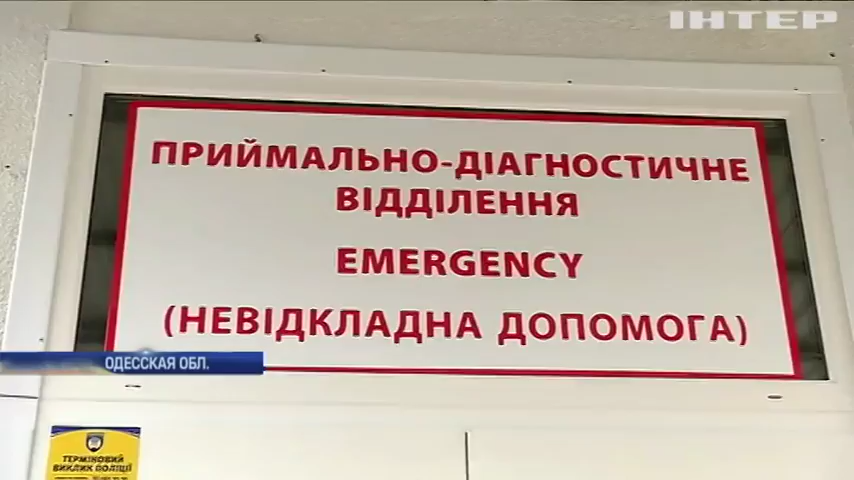 ІНТЕР
ПРИЙМАЛЬНО-ДІАГНОСТИЧНЕ
ВІДДІЛЕННЯ
EMERGENCY
(НЕВІДКЛАДНА ДОПОМОГА)
ОДЕССКАЯ ОБЛ.
ТЕРМІНОВИЙ
ВИКЛИК ПОЛІЦІЇ